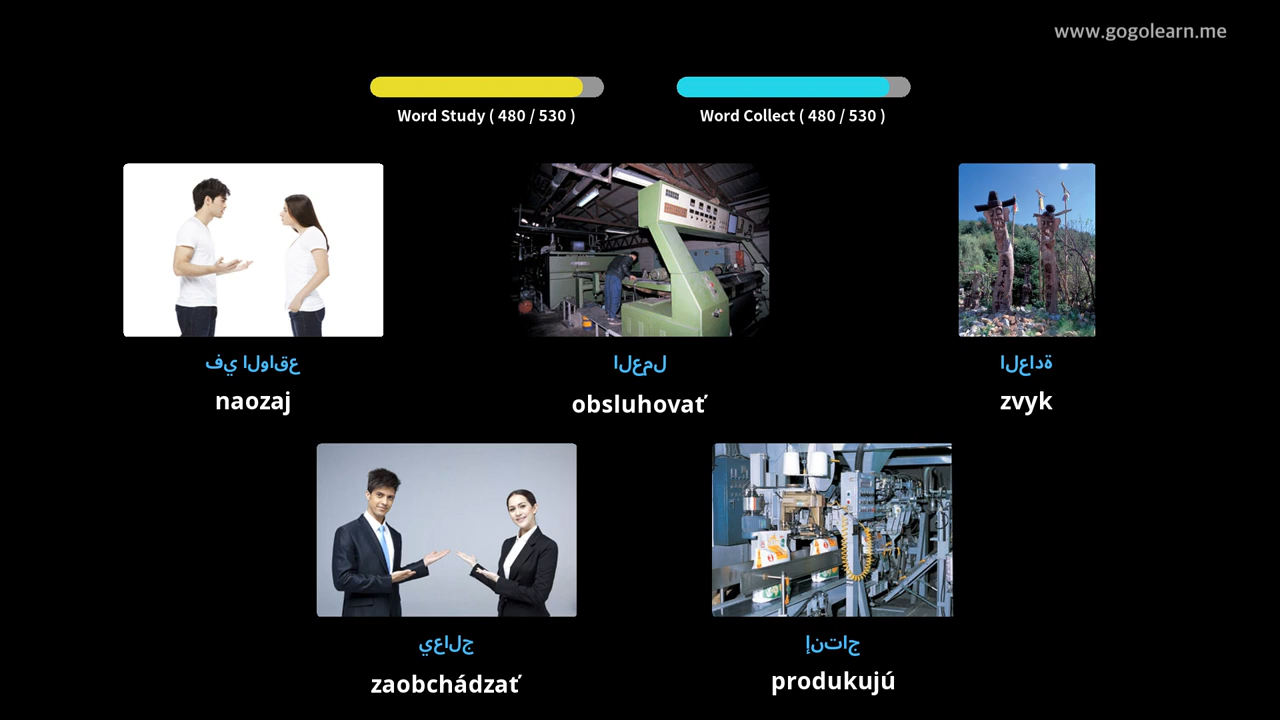 www.gogolearn.me
Word Study ( 480 / 530 )
Word Collect ( 480 / 530 )
في الواقع
naozaj
العمل
obsluhovať
العادة
zvyk
يعالج
zaobchádzať
إنتاج
produkujú